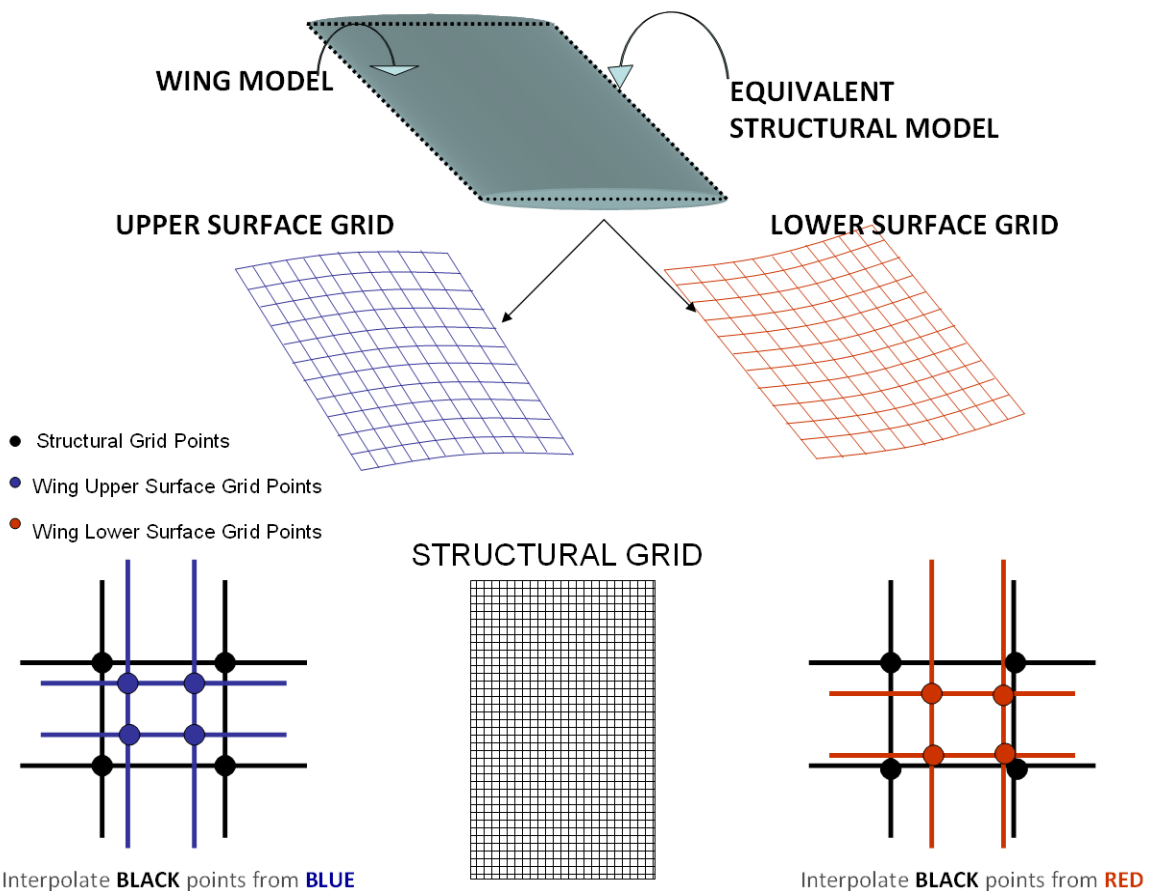 WING MODEL
EQUIVALENT
STRUCTURAL MODEL
UPPER SURFACE GRID
LOWER SURFACE GRID
Structural Grid Points
Wing Upper Surface Grid Points
Wing Lower Surface Grid Points
STRUCTURAL GRID
Interpolate BLACK points from BLUE
Interpolate BLACK points from RED